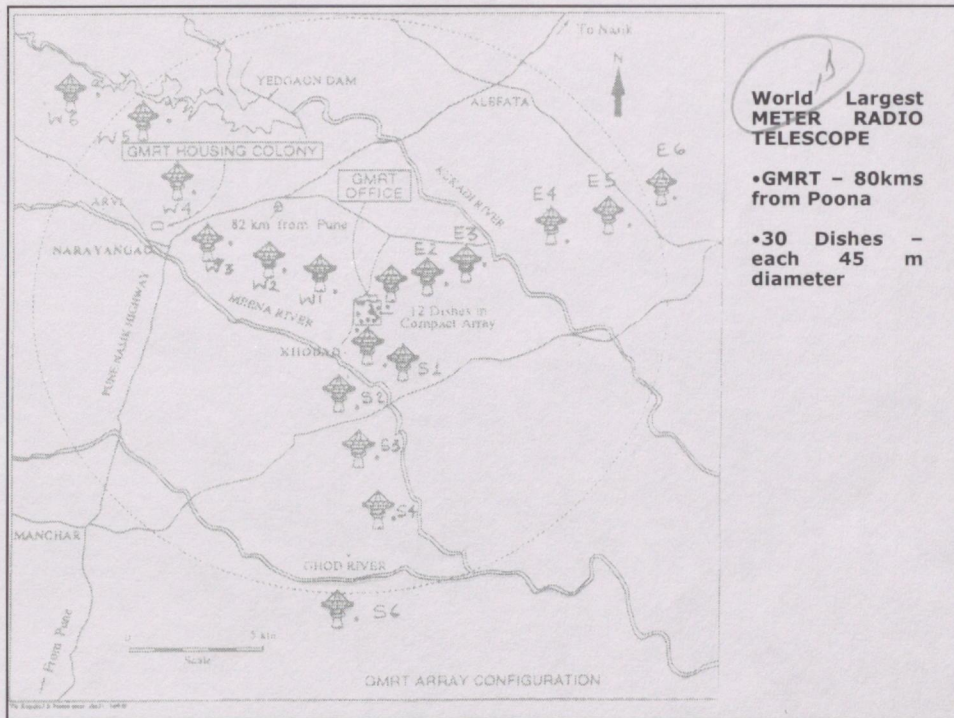 To Nasik
N
YEDGAON DAM
ALEFATA
W6
W5
GMRT HOUSING COLONY
E6
W4
GMRT
OFFICE
E5
KUKADI RIVER
E4
ARVI
82 km from Pune
E3
NARAYANGAO
W3
E2
W2
W1
MEENA RIVER
12 Dishes in
Compact Array
PUNE NASIK HIGHWAY
KHODAD
S1
S2
S3
S4
MANCHAR
GHOD RIVER
S6
From Pune
0 5 km
Scale
GMRT ARRAY CONFIGURATION
World Largest
METER RADIO
TELESCOPE
•GMRT – 80kms
from Poona
•30 Dishes –
each 45 m
diameter